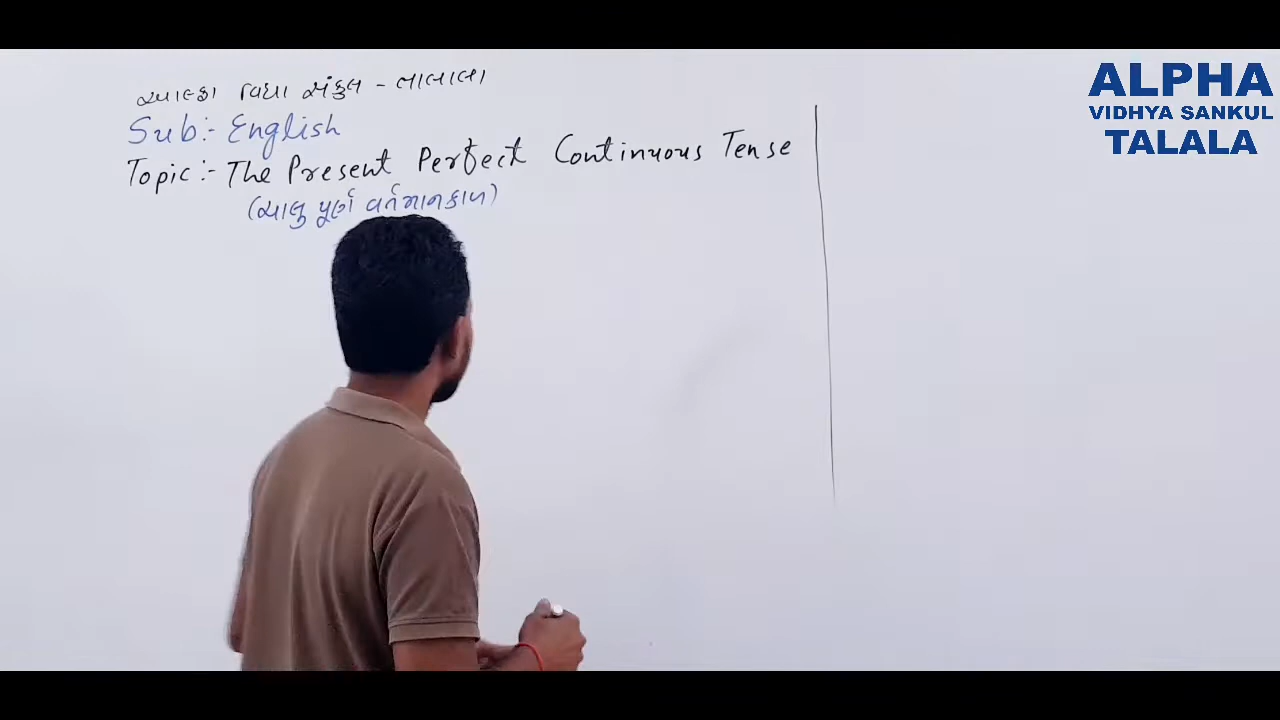 આલ્ફા વિદ્યા સંકુલ - તાલાલા
Sub:- English
Topic:- The Present Perfect Continuous Tense
(ચાલુ પૂર્ણ વર્તમાનકાળ)
ALPHA
VIDHYA SANKUL
TALALA